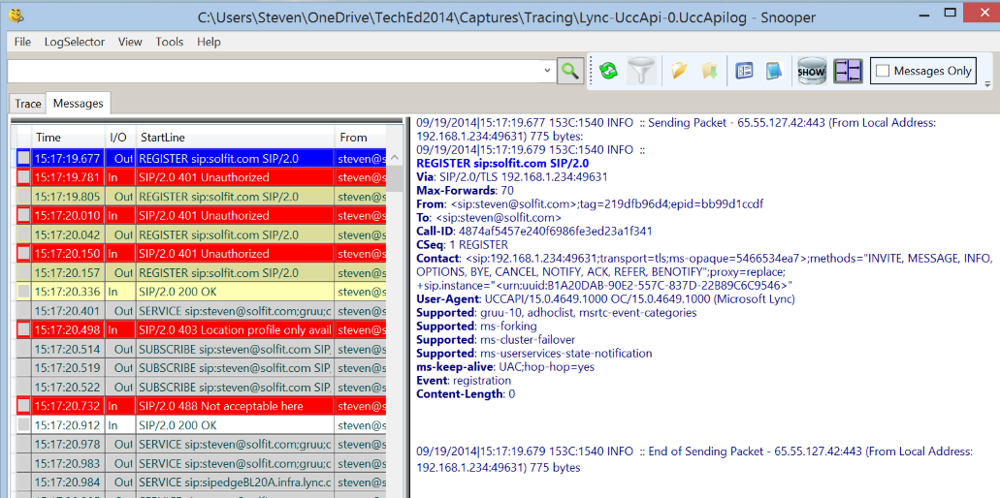 C:\Users\Steven\OneDrive\TechEd2014\Captures\Tracing\Lync-UccApi-0.UccApilog - Snooper
File LogSelector View Tools Help
SHOW Messages Only
Trace Messages
Time I/O StartLine From
15:17:19.677 Out REGISTER sip:solfit.com SIP/2.0 steven@s
15:17:19.781 In SIP/2.0 401 Unauthorized steven@s
15:17:19.805 Out REGISTER sip:solfit.com SIP/2.0 steven@s
15:17:20.010 In SIP/2.0 401 Unauthorized steven@s
15:17:20.042 Out REGISTER sip:solfit.com SIP/2.0 steven@s
15:17:20.150 In SIP/2.0 401 Unauthorized steven@s
15:17:20.157 Out REGISTER sip:solfit.com SIP/2.0 steven@s
15:17:20.336 In SIP/2.0 200 OK steven@s
15:17:20.401 Out SERVICE sip:steven@solfit.com;gruu;c steven@s
15:17:20.498 In SIP/2.0 403 Location profile only avail steven@s
15:17:20.514 Out SUBSCRIBE sip:steven@solfit.com SIP, steven@s
15:17:20.519 Out SUBSCRIBE sip:steven@solfit.com SIP, steven@s
15:17:20.522 Out SUBSCRIBE sip:steven@solfit.com SIP, steven@s
15:17:20.732 In SIP/2.0 488 Not acceptable here steven@s
15:17:20.912 In SIP/2.0 200 OK steven@s
15:17:20.978 Out SERVICE sip:steven@solfit.com;gruu;c steven@s
15:17:20.983 Out SERVICE sip:steven@solfit.com;gruu;c steven@s
15:17:20.984 Out SERVICE sip:sipedgeBL20A.infra.lync.c steven@s
09/19/2014|15:17:19.677 153C:1540 INFO :: Sending Packet - 65.55.127.42:443 (From Local Address:
192.168.1.234:49631) 775 bytes:
09/19/2014|15:17:19.679 153C:1540 INFO ::
REGISTER sip:solfit.com SIP/2.0
Via: SIP/2.0/TLS 192.168.1.234:49631
Max-Forwards: 70
From: <sip:steven@solfit.com>;tag=219dfb96d4;epid=bb99d1ccdf
To: <sip:steven@solfit.com>
Call-ID: 4874af5457e240f6986fe3ed23a1f341
CSeq: 1 REGISTER
Contact: <sip:192.168.1.234:49631;transport=tls;ms-opaque=5466534ea7>;methods="INVITE, MESSAGE, INFO,
OPTIONS, BYE, CANCEL, NOTIFY, ACK, REFER, BENOTIFY";proxy=replace;
+sip.instance="<urn:uuid:B1A20DAB-90E2-557C-837D-22B89C6C9546>"
User-Agent: UCCAPI/15.0.4649.1000 OC/15.0.4649.1000 (Microsoft Lync)
Supported: gruu-10, adhoclist, msrtc-event-categories
Supported: ms-forking
Supported: ms-cluster-failover
Supported: ms-userservices-state-notification
ms-keep-alive: UAC;hop-hop=yes
Event: registration
Content-Length: 0
09/19/2014|15:17:19.679 153C:1540 INFO :: End of Sending Packet - 65.55.127.42:443 (From Local Address:
192.168.1.234:49631) 775 bytes